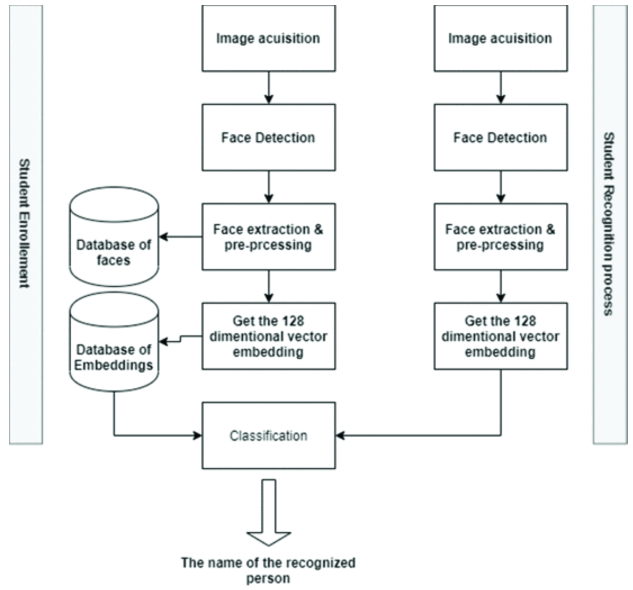 Image acuisition
Face Detection
Face extraction &
pre-prcessing
Get the 128
dimentional vector
embedding
Database of
faces
Database of
Embeddings
Student Enrollement
Image acuisition
Face Detection
Face extraction &
pre-prcessing
Get the 128
dimentional vector
embedding
Student Recognition process
Classification
The name of the recognized
person